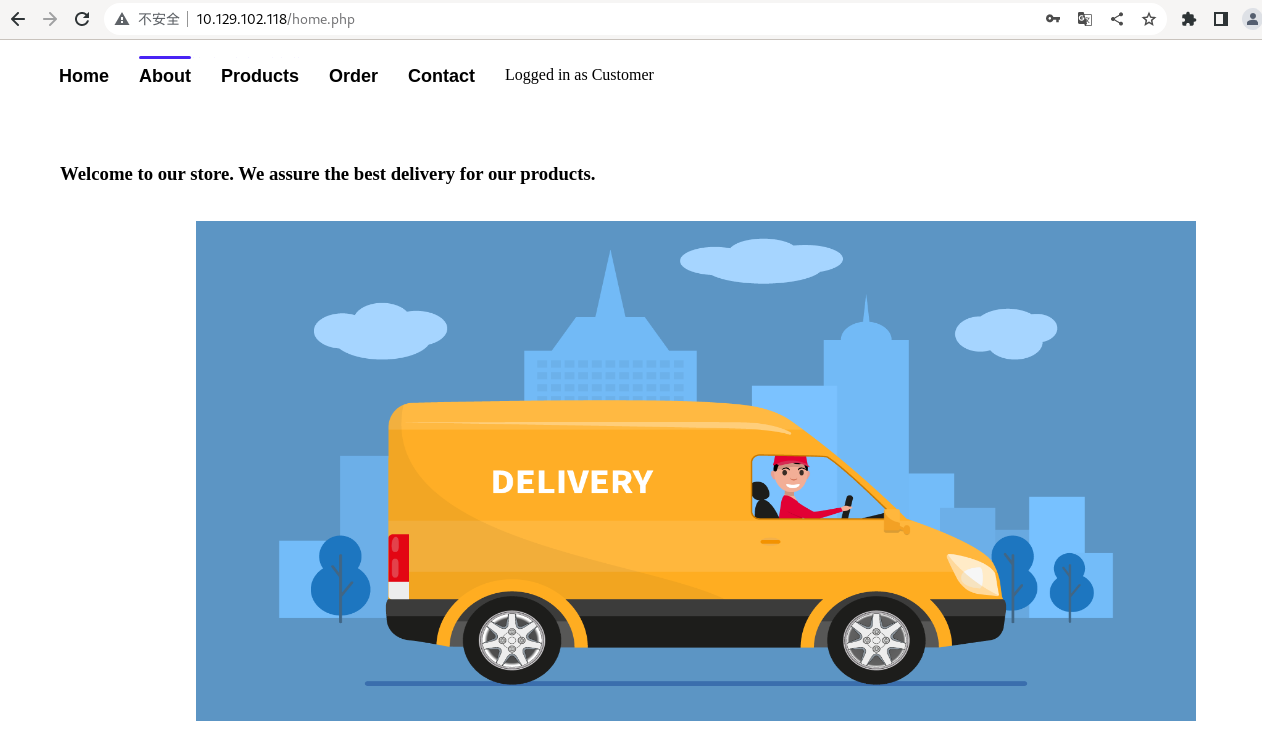 不安全 10.129.102.118/home.php
Home About Products Order Contact Logged in as Customer
Welcome to our store. We assure the best delivery for our products.
DELIVERY